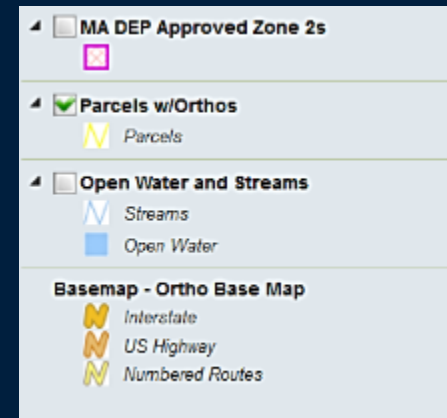 MA DEP Approved Zone 2s
Parcels w/Orthos
Parcels
Open Water and Streams
Streams
Open Water
Basemap - Ortho Base Map
Interstate
US Highway
Numbered Routes